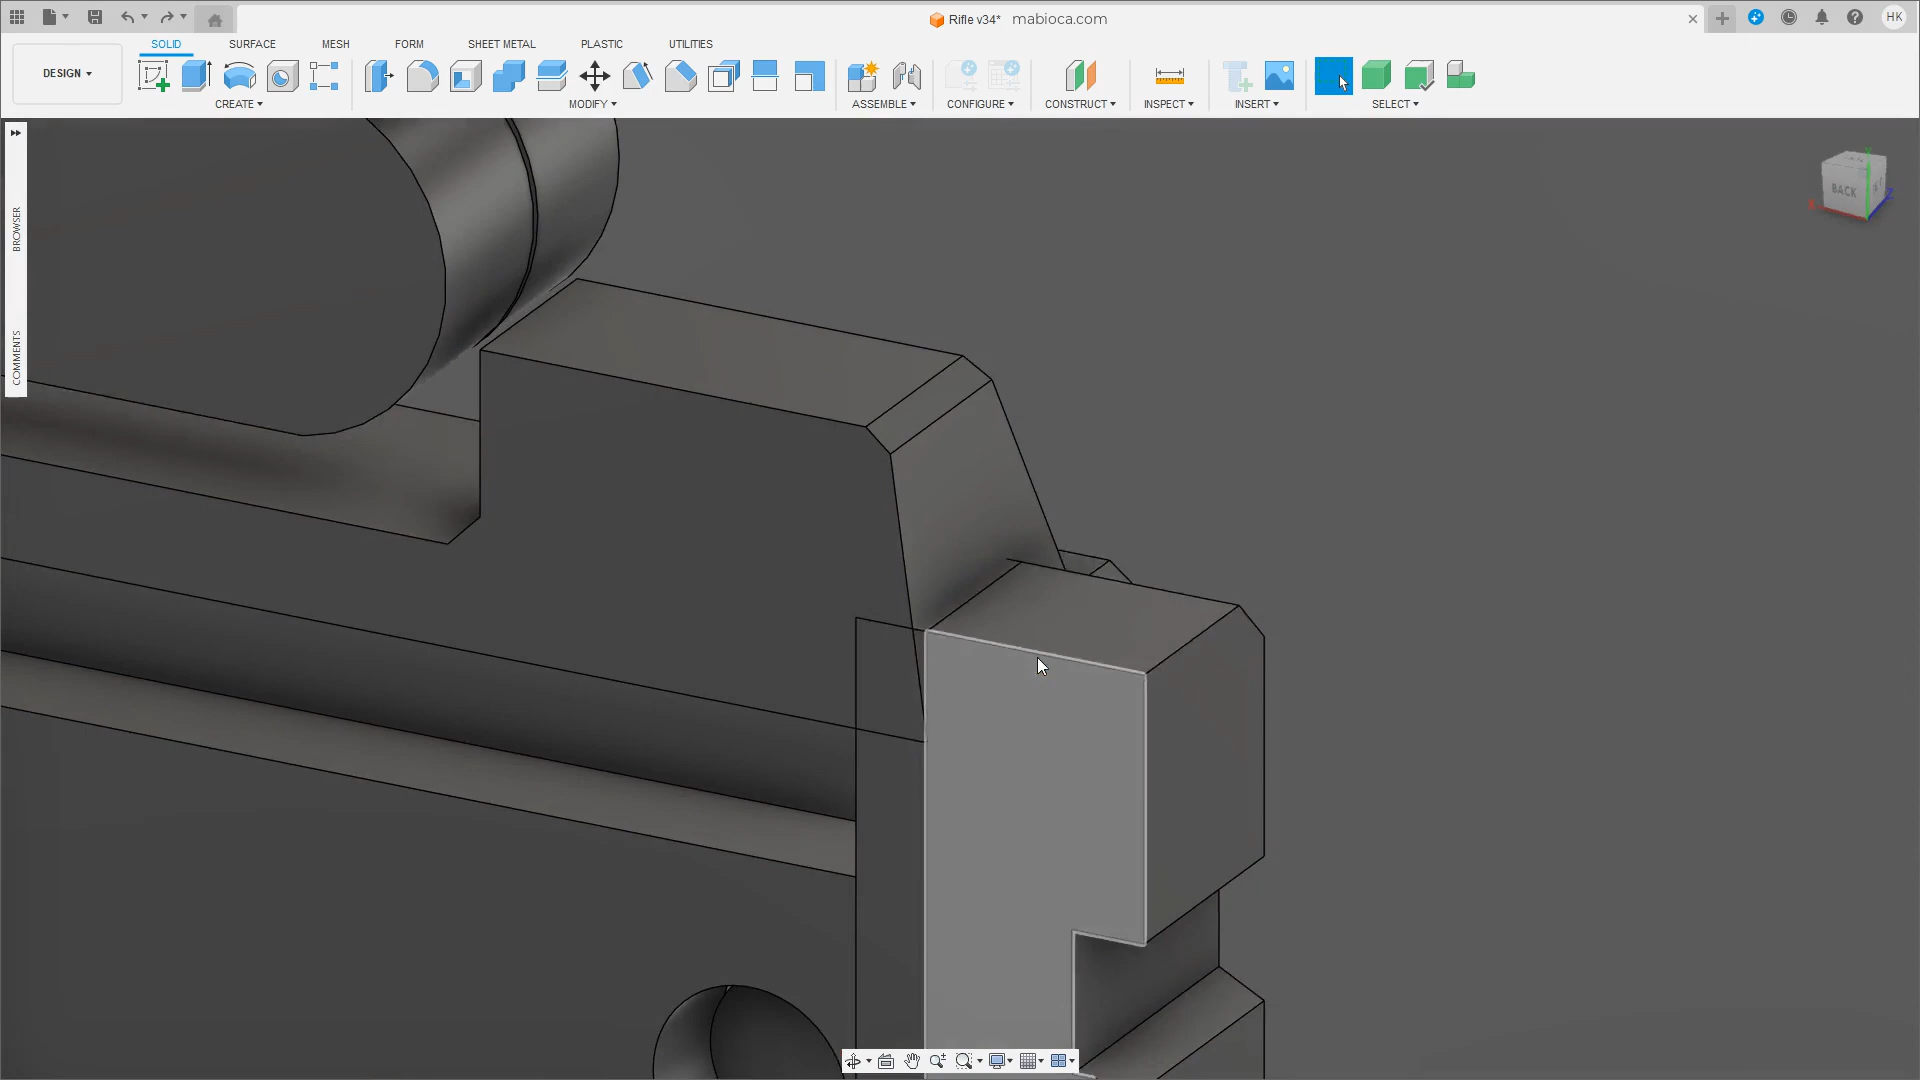 Rifle v34* mabioca.com
HK
SOLID SURFACE MESH FORM SHEET METAL PLASTIC UTILITIES
DESIGN
CREATE MODIFY ASSEMBLE CONFIGURE CONSTRUCT INSPECT INSERT SELECT
BROWSER
COMMENTS
BACK
X
Y
Z